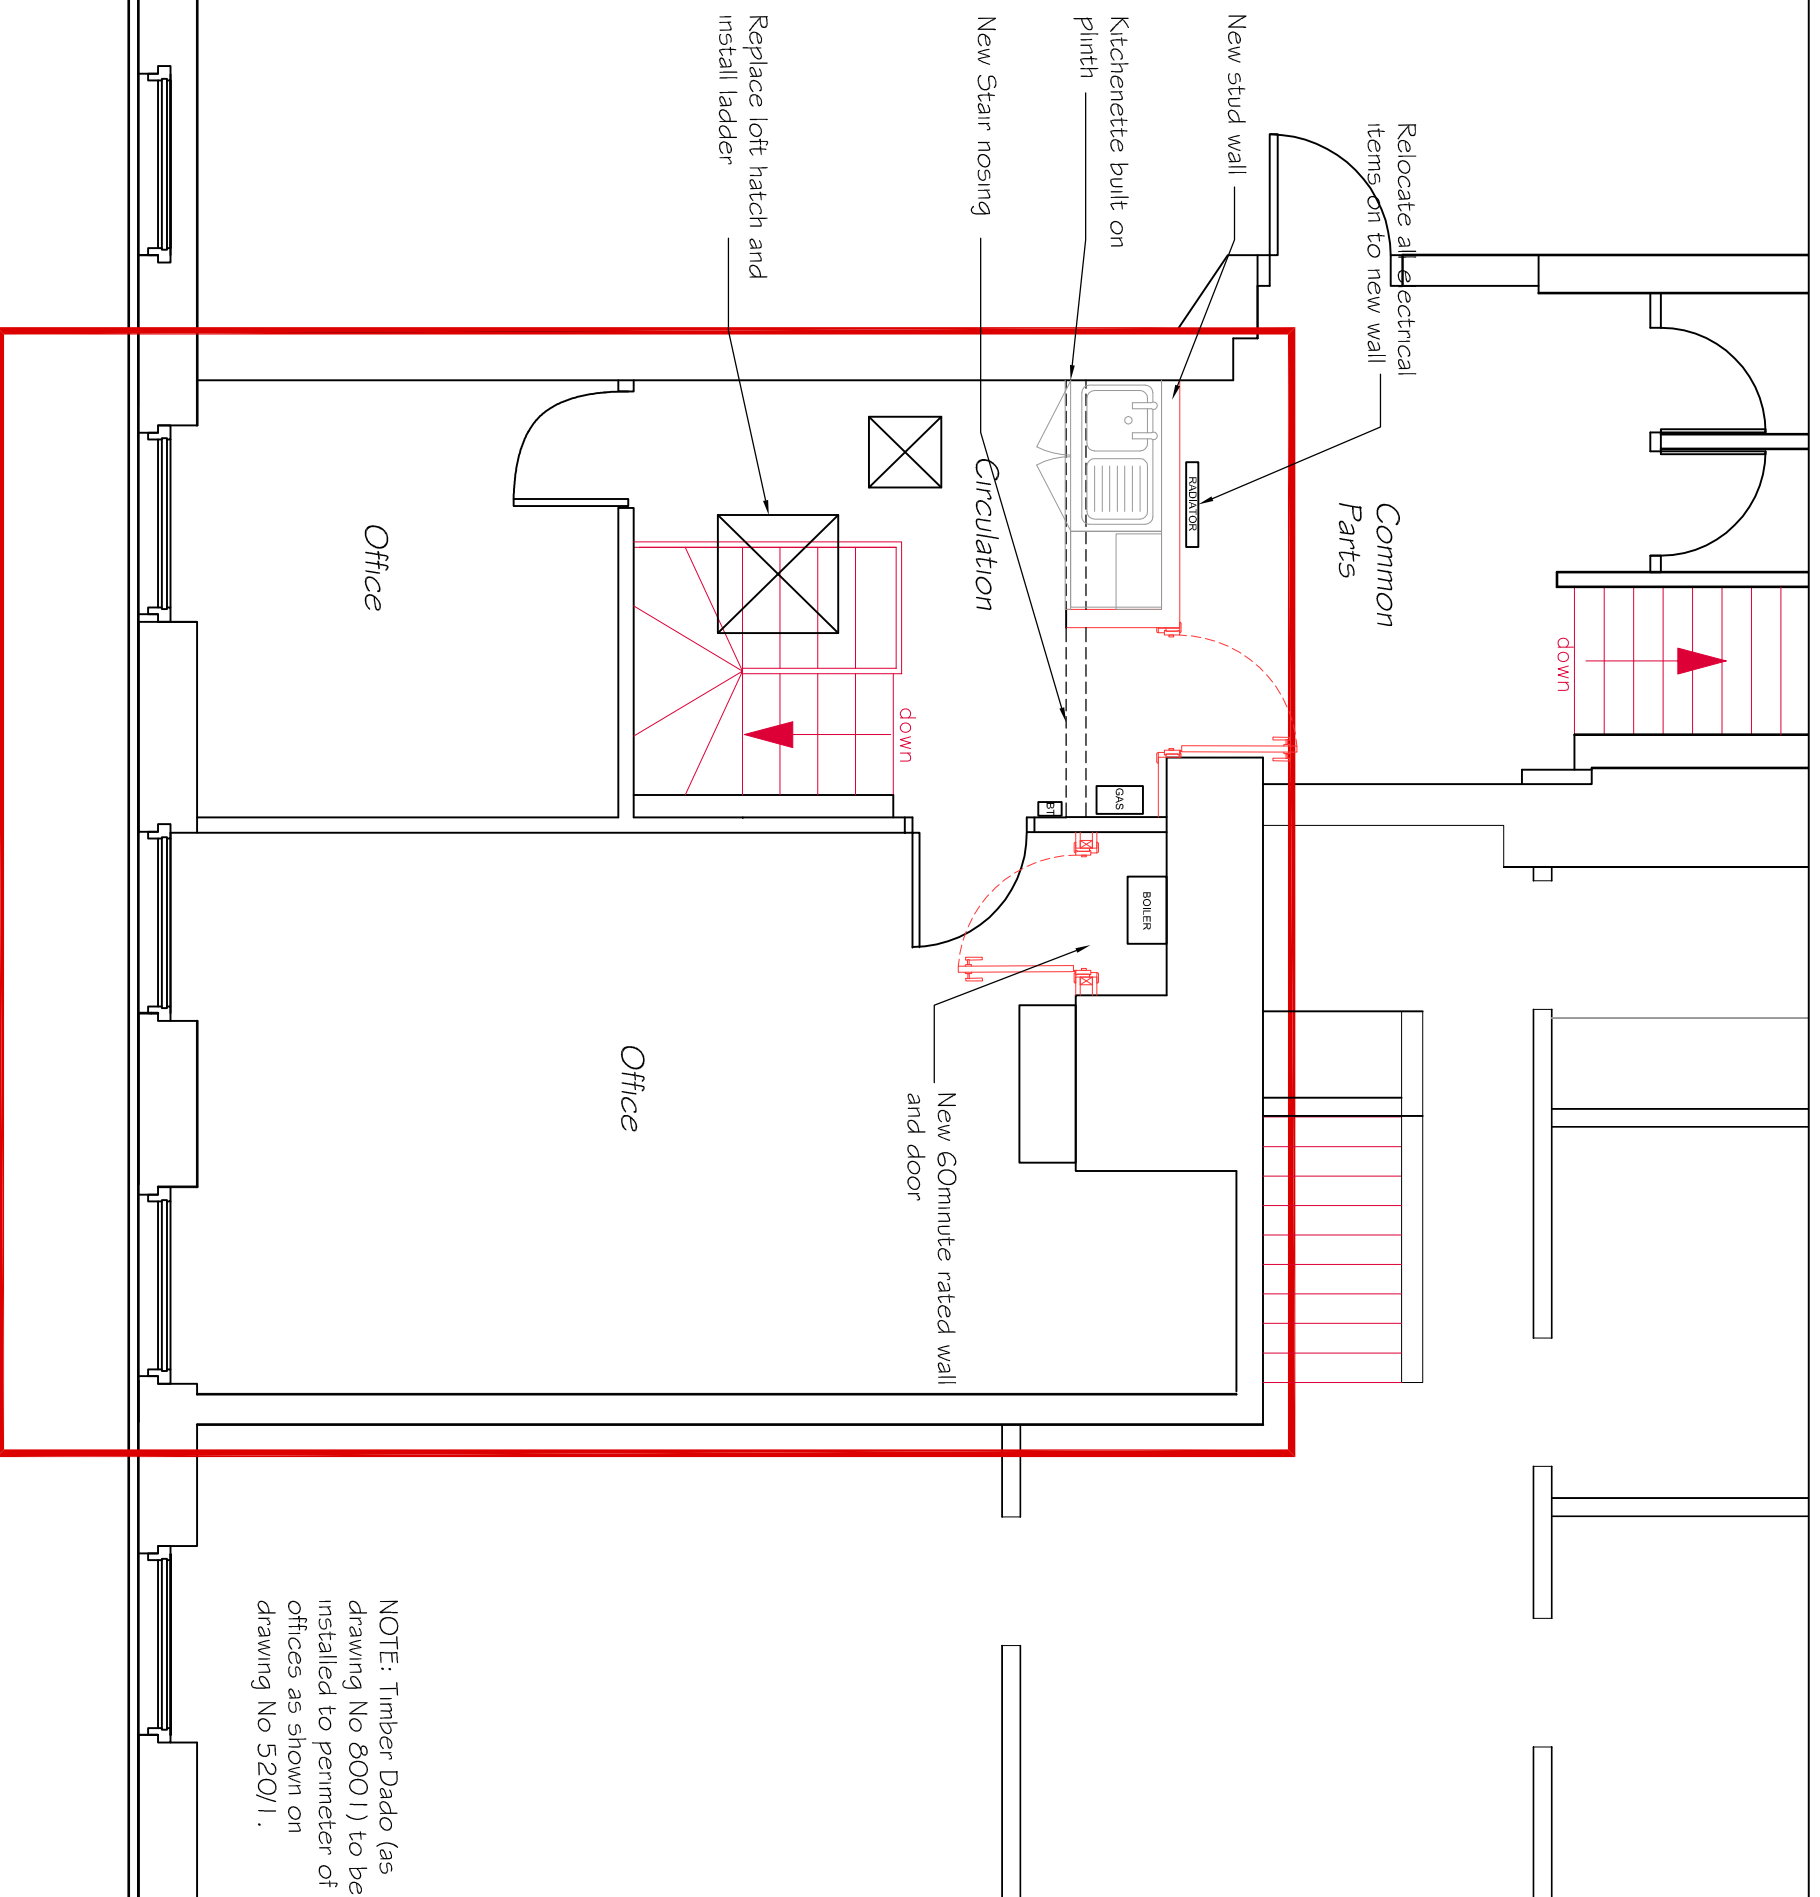 Relocate all electrical
items on to new wall
New stud wall
Kitchenette built on
plinth
New Stair nosing
Replace loft hatch and
install ladder
Common
Parts
down
RADIATOR
Circulation
Office
down
GAS
BT
BOILER
Office
New 60minute rated wall
and door
NOTE: Timber Dado (as
drawing No 8001) to be
installed to perimeter of
offices as shown on
drawing No 520/1.